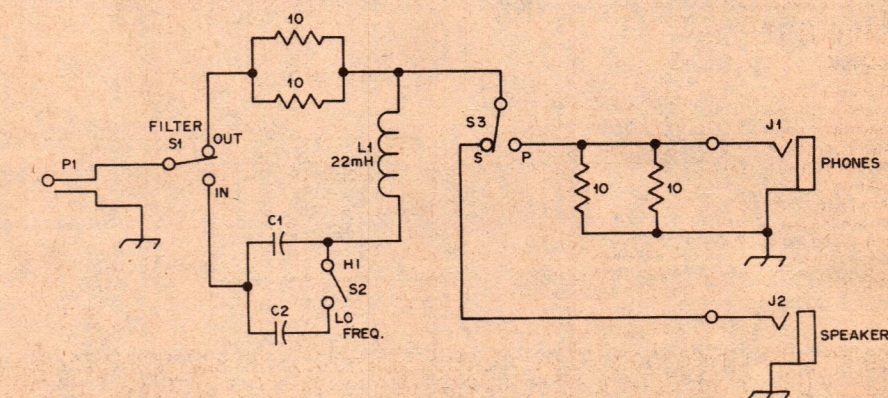 10
10
FILTER
S1
OUT
P1
IN
L1
22mH
S3
S
P
J1
PHONES
10
10
C1
HI
S2
C2
LO
FREQ.
J2
SPEAKER